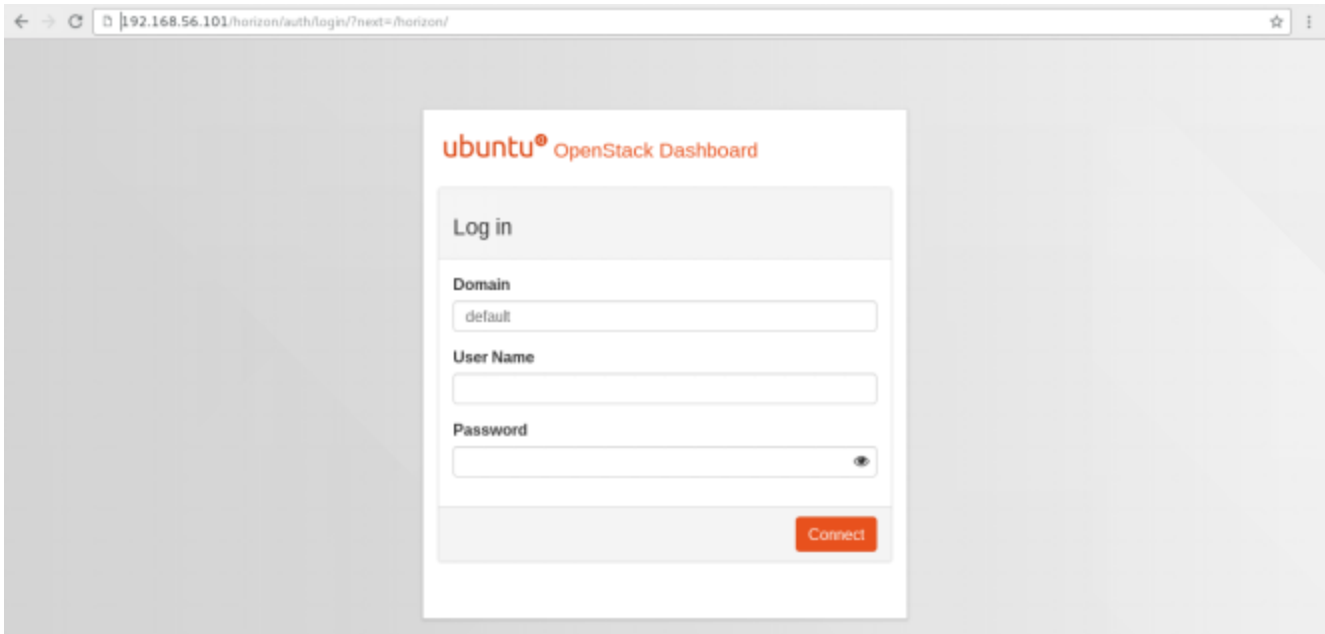 192.168.56.101/horizon/auth/login/?next=/horizon/
ubuntu OpenStack Dashboard
Log in
Domain
default
User Name
Password
Connect